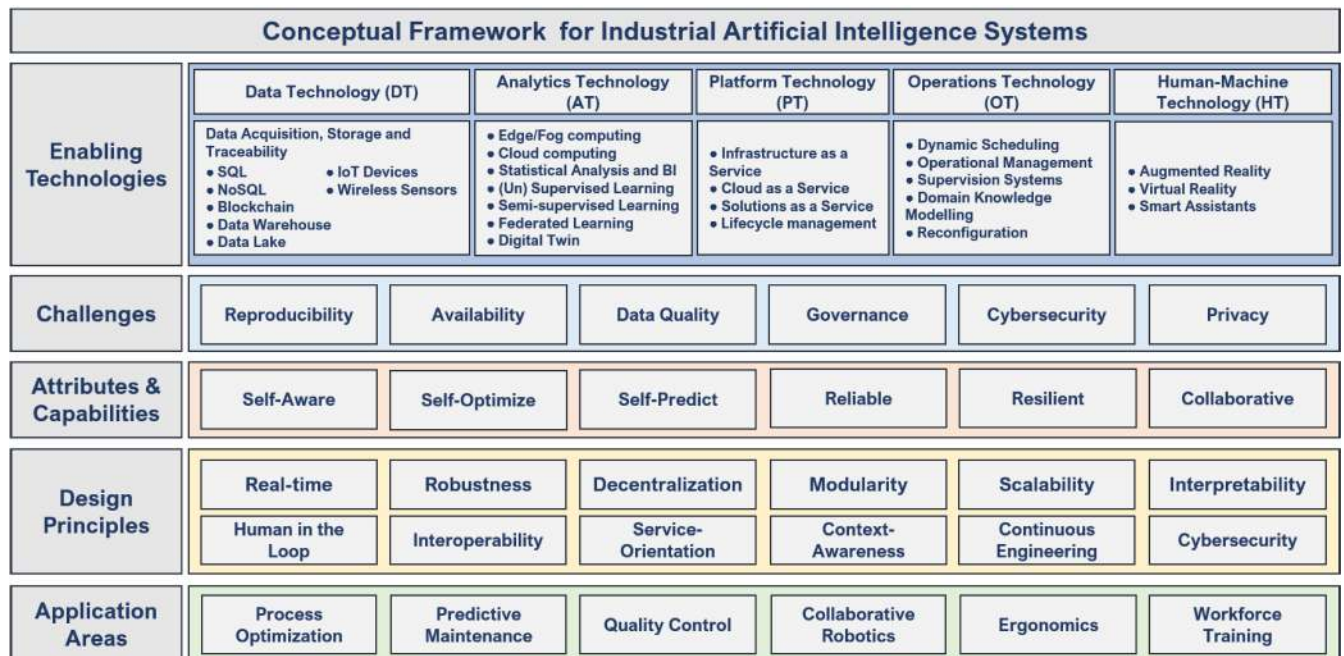 Conceptual Framework for Industrial Artificial Intelligence Systems
Enabling
Technologies
Data Technology (DT)
Analytics Technology
(AT)
Platform Technology
(PT)
Operations Technology
(OT)
Human-Machine
Technology (HT)
Data Acquisition, Storage and
Traceability
● SQL
● NoSQL
● Blockchain
● Data Warehouse
● Data Lake
● IoT Devices
● Wireless Sensors
● Edge/Fog computing
● Cloud computing
● Statistical Analysis and BI
● (Un) Supervised Learning
● Semi-supervised Learning
● Federated Learning
● Digital Twin
● Infrastructure as a
Service
● Cloud as a Service
● Solutions as a Service
● Lifecycle management
● Dynamic Scheduling
● Operational Management
● Supervision Systems
● Domain Knowledge
Modelling
● Reconfiguration
● Augmented Reality
● Virtual Reality
● Smart Assistants
Challenges
Reproducibility
Availability
Data Quality
Governance
Cybersecurity
Privacy
Attributes &
Capabilities
Self-Aware
Self-Optimize
Self-Predict
Reliable
Resilient
Collaborative
Design
Principles
Real-time
Robustness
Decentralization
Modularity
Scalability
Interpretability
Human in the
Loop
Interoperability
Service-
Orientation
Context-
Awareness
Continuous
Engineering
Cybersecurity
Application
Areas
Process
Optimization
Predictive
Maintenance
Quality Control
Collaborative
Robotics
Ergonomics
Workforce
Training